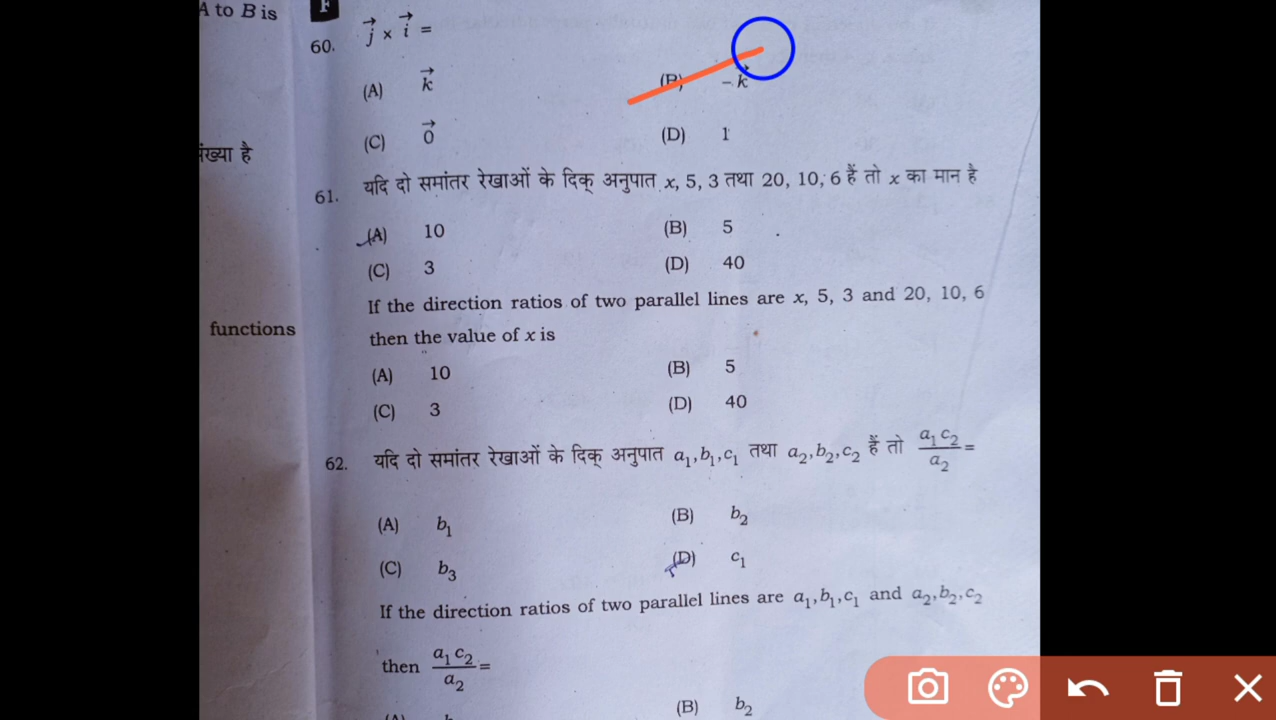 A to B is
F
60. j⃗ × i⃗ =
(A) k⃗ (B) – k⃗
(C) 0⃗ (D) 1
संख्या है
61. यदि दो समांतर रेखाओं के दिक् अनुपात x, 5, 3 तथा 20, 10, 6 हैं तो x का मान है
(A) 10 (B) 5
(C) 3 (D) 40
If the direction ratios of two parallel lines are x, 5, 3 and 20, 10, 6
functions
then the value of x is
(A) 10 (B) 5
(C) 3 (D) 40
62. यदि दो समांतर रेखाओं के दिक् अनुपात a₁,b₁,c₁ तथा a₂,b₂,c₂ हैं तो a₁ c₂ / a₂ =
(A) b₁ (B) b₂
(C) b₃ (D) c₁
If the direction ratios of two parallel lines are a₁,b₁,c₁ and a₂,b₂,c₂
then a₁ c₂ / a₂ =
(B) b₂